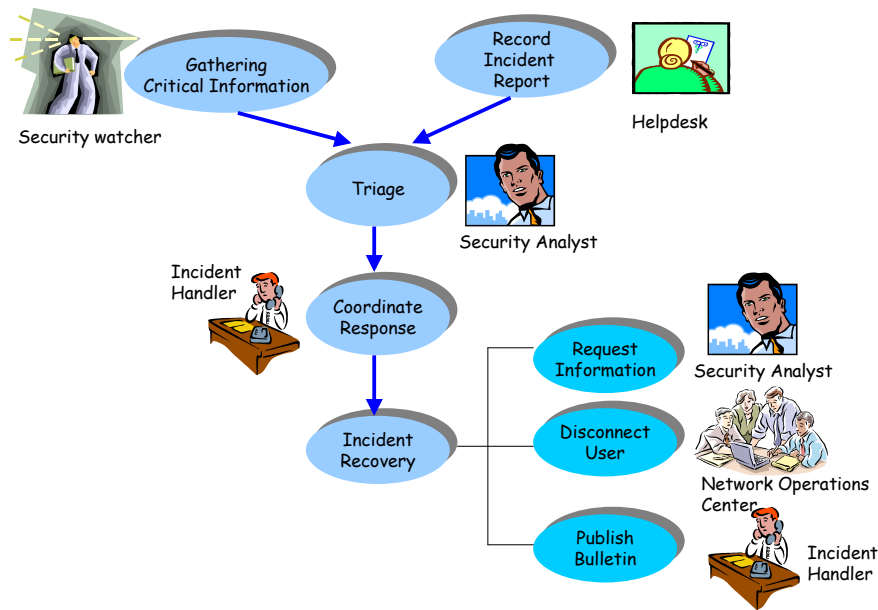 Gathering
Critical Information
Record
Incident
Report
Security watcher
Helpdesk
Triage
Security Analyst
Incident
Handler
Coordinate
Response
Request
Information
Security Analyst
Incident
Recovery
Disconnect
User
Network Operations
Center
Publish
Bulletin
Incident
Handler